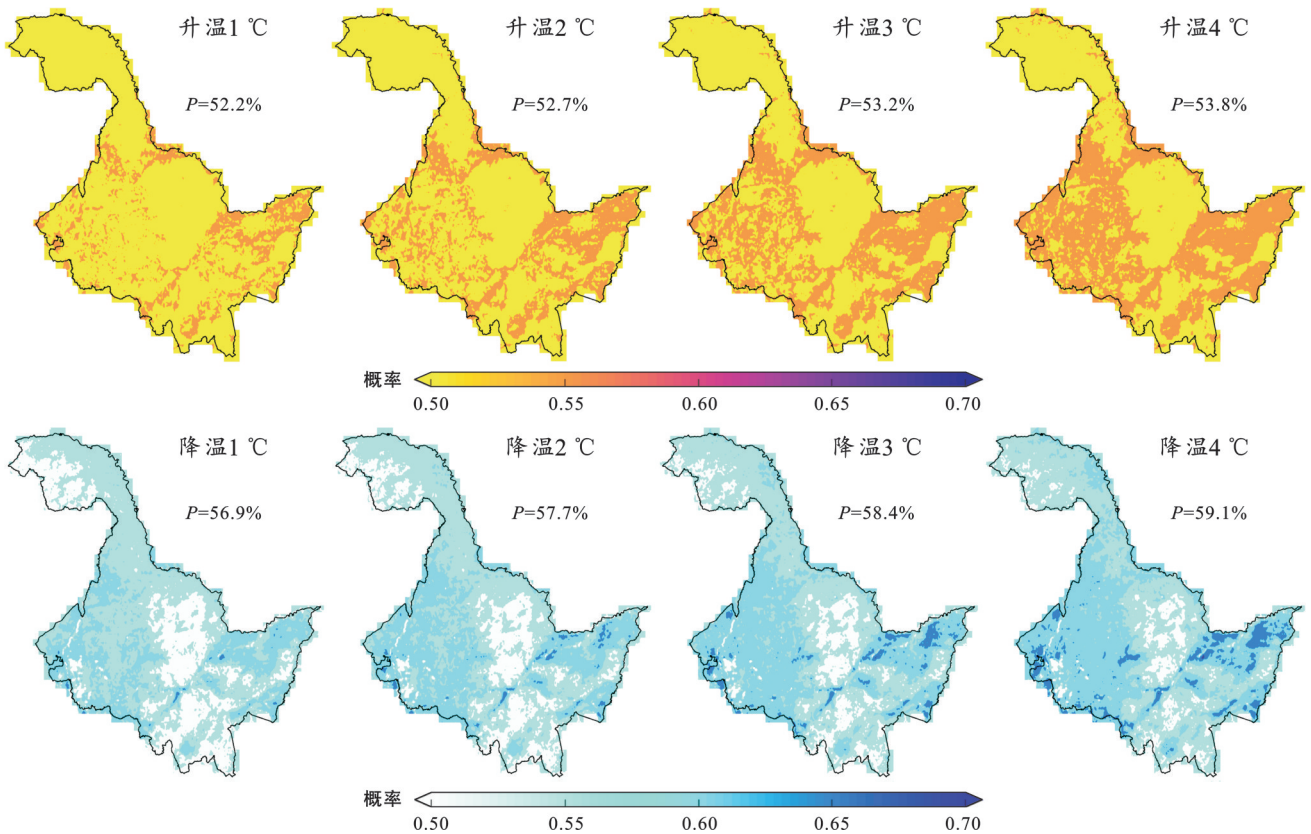 升温1 ℃ 升温2 ℃ 升温3 ℃ 升温4 ℃
P=52.2% P=52.7% P=53.2% P=53.8%
概率
0.50 0.55 0.60 0.65 0.70
降温1 ℃ 降温2 ℃ 降温3 ℃ 降温4 ℃
P=56.9% P=57.7% P=58.4% P=59.1%
概率
0.50 0.55 0.60 0.65 0.70